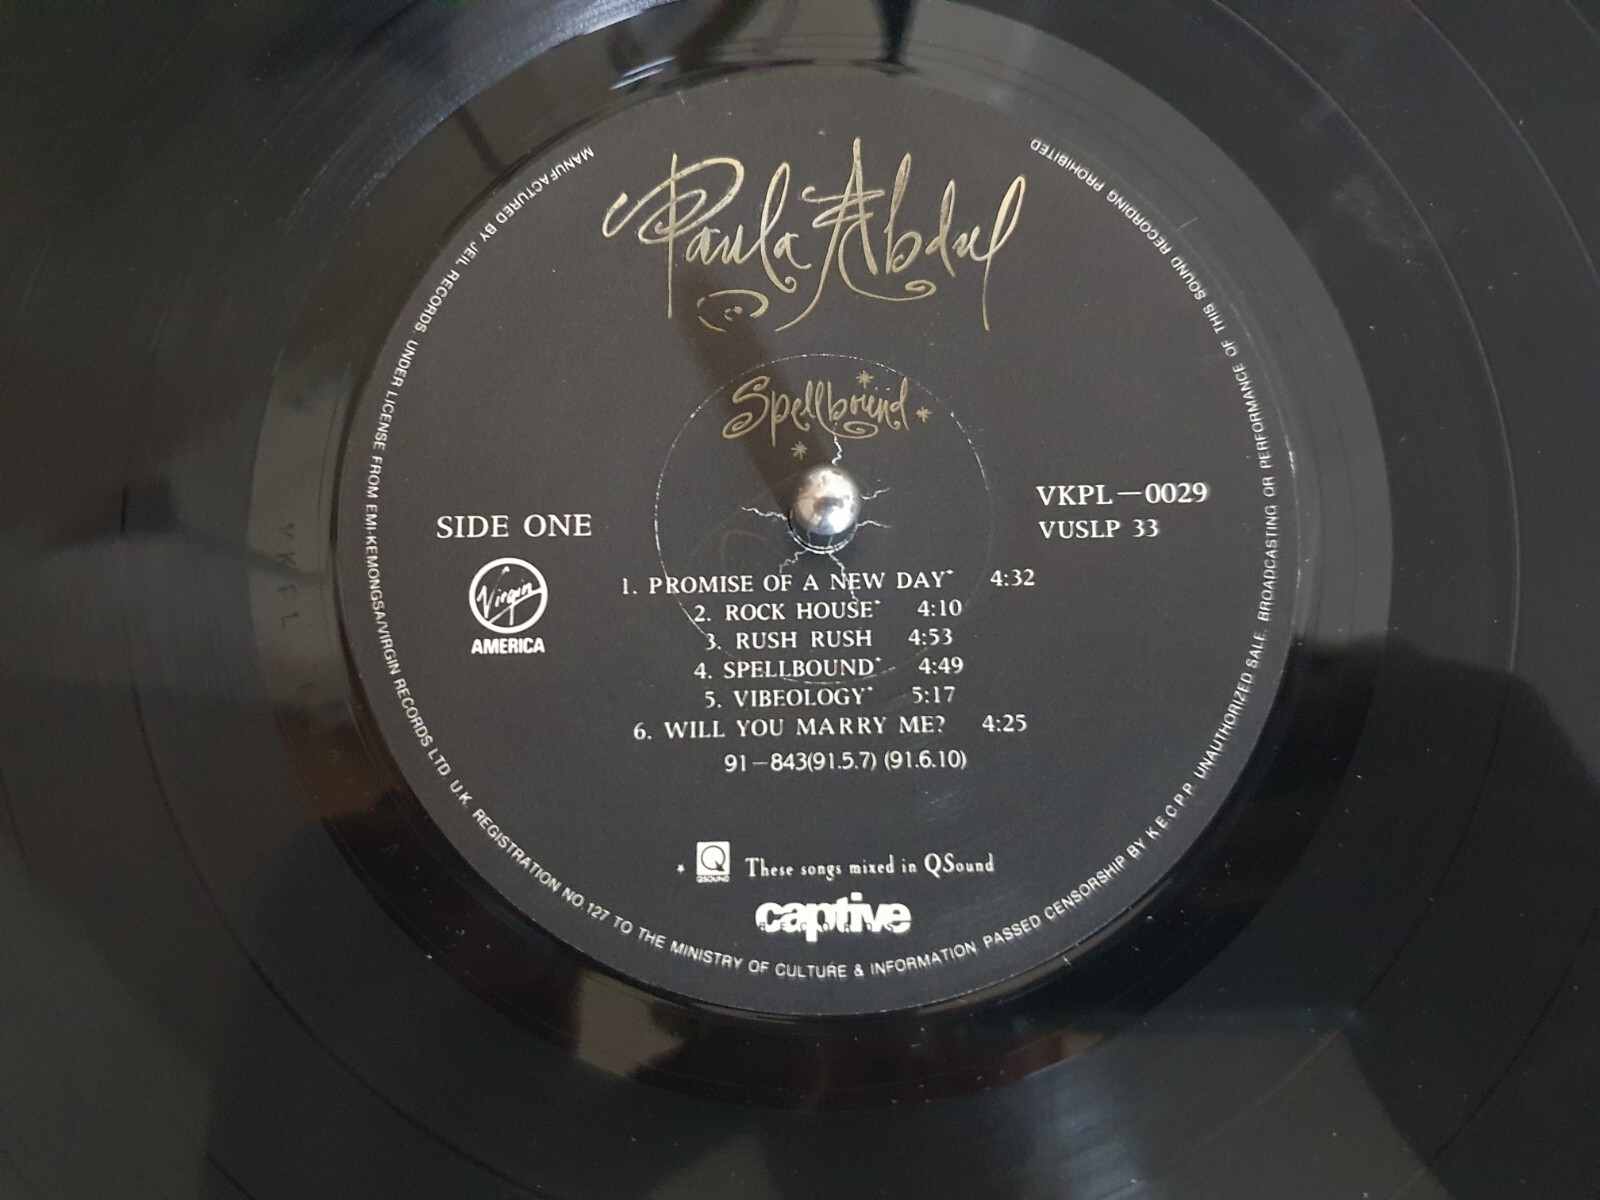 Paula Abdul
Spellbound
VKPL—0029
VUSLP 33
SIDE ONE
Virgin
AMERICA
1. PROMISE OF A NEW DAY* 4:32
2. ROCK HOUSE* 4:10
3. RUSH RUSH 4:53
4. SPELLBOUND* 4:49
5. VIBEOLOGY* 5:17
6. WILL YOU MARRY ME? 4:25
91—843(91.5.7) (91.6.10)
* Q QSOUND These songs mixed in QSound
captive
RECORDS
MANUFACTURED BY JEIL RECORDS. UNDER LICENSE FROM EMI-KEMONGSA/VIRGIN RECORDS LTD. U.K. REGISTRATION NO.127 TO THE MINISTRY OF CULTURE & INFORMATION PASSED CENSORSHIP BY K.E.C.P.P. UNAUTHORIZED SALE. BROADCASTING OR PERFORMANCE OF THIS SOUND RECORDING PROHIBITED
VKPL